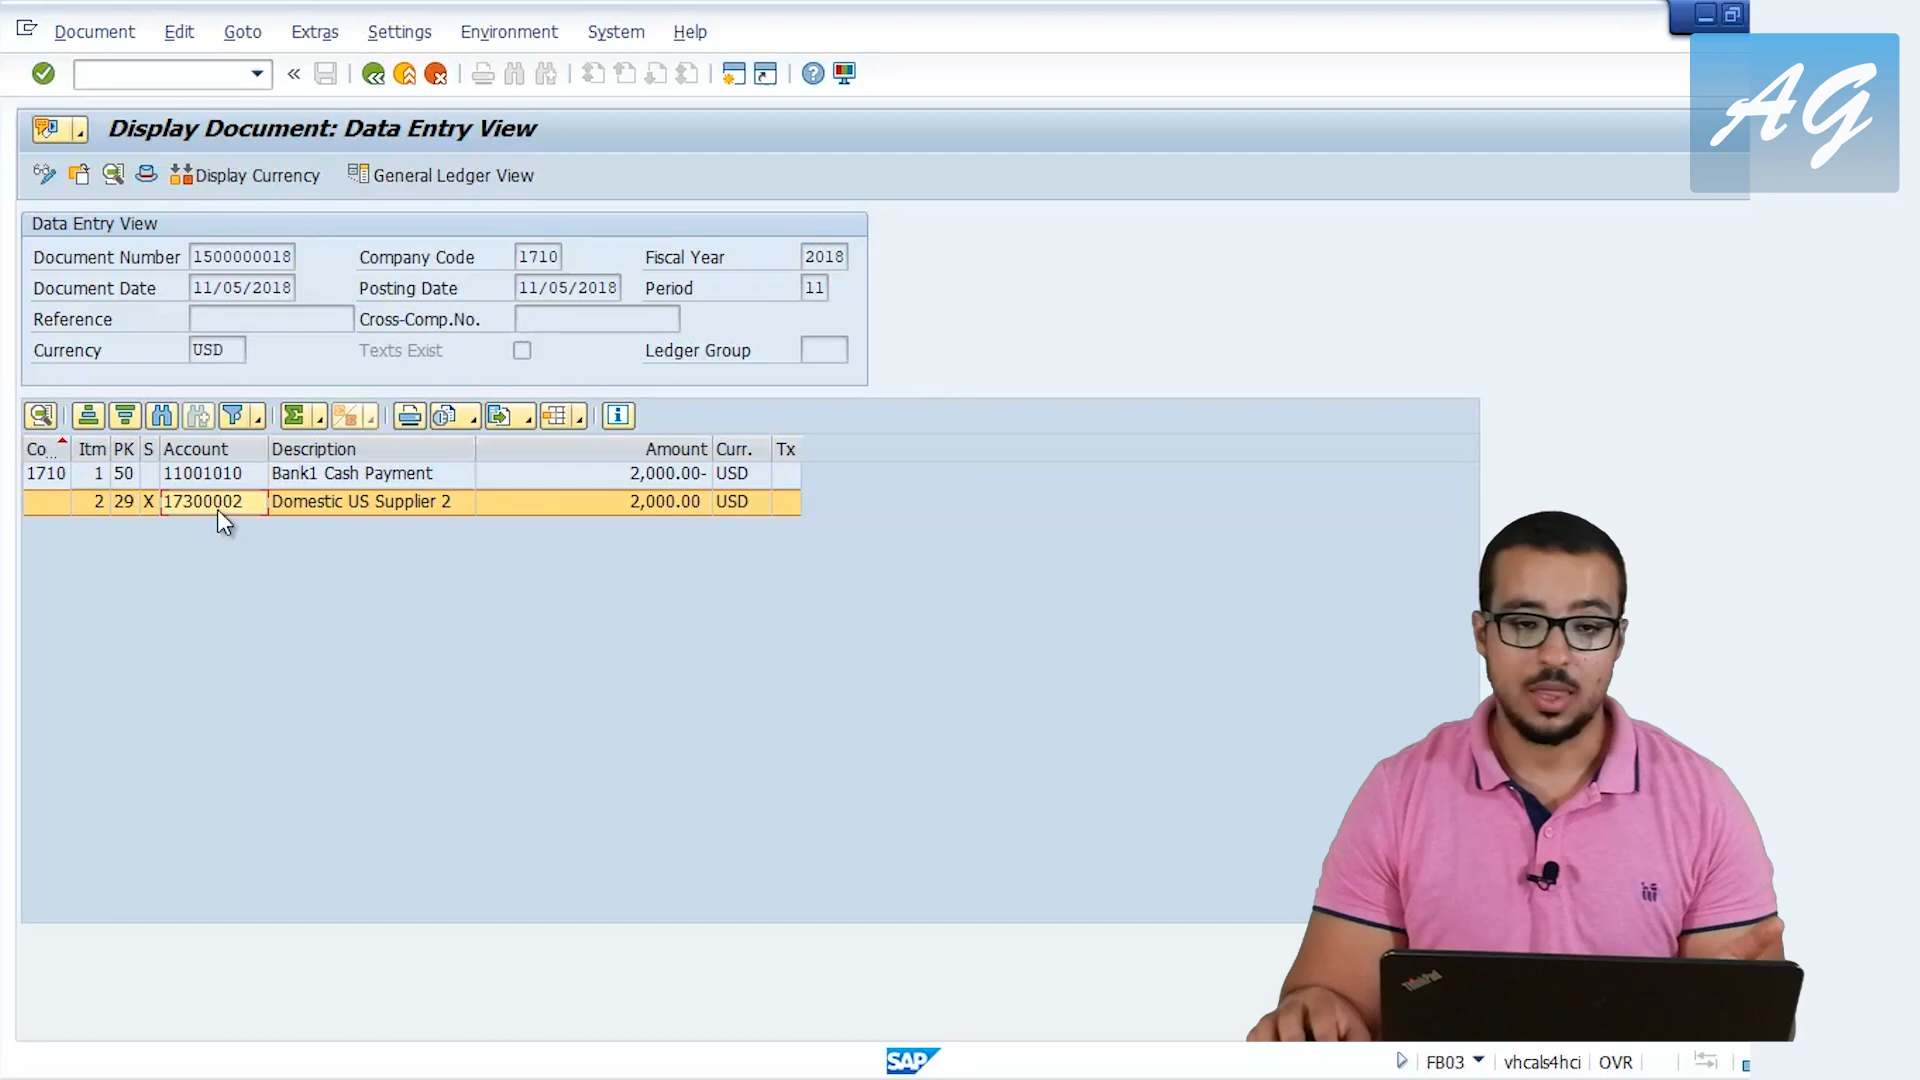 Document Edit Goto Extras Settings Environment System Help
AG
Display Document: Data Entry View
Display Currency General Ledger View
Data Entry View
Document Number 1500000018 Company Code 1710 Fiscal Year 2018
Document Date 11/05/2018 Posting Date 11/05/2018 Period 11
Reference Cross-Comp.No.
Currency USD Texts Exist Ledger Group
Co... Itm PK S Account Description Amount Curr. Tx
1710 1 50 11001010 Bank1 Cash Payment 2,000.00- USD
2 29 X 17300002 Domestic US Supplier 2 2,000.00 USD
ThinkPad
SAP FB03 vhcals4hci OVR